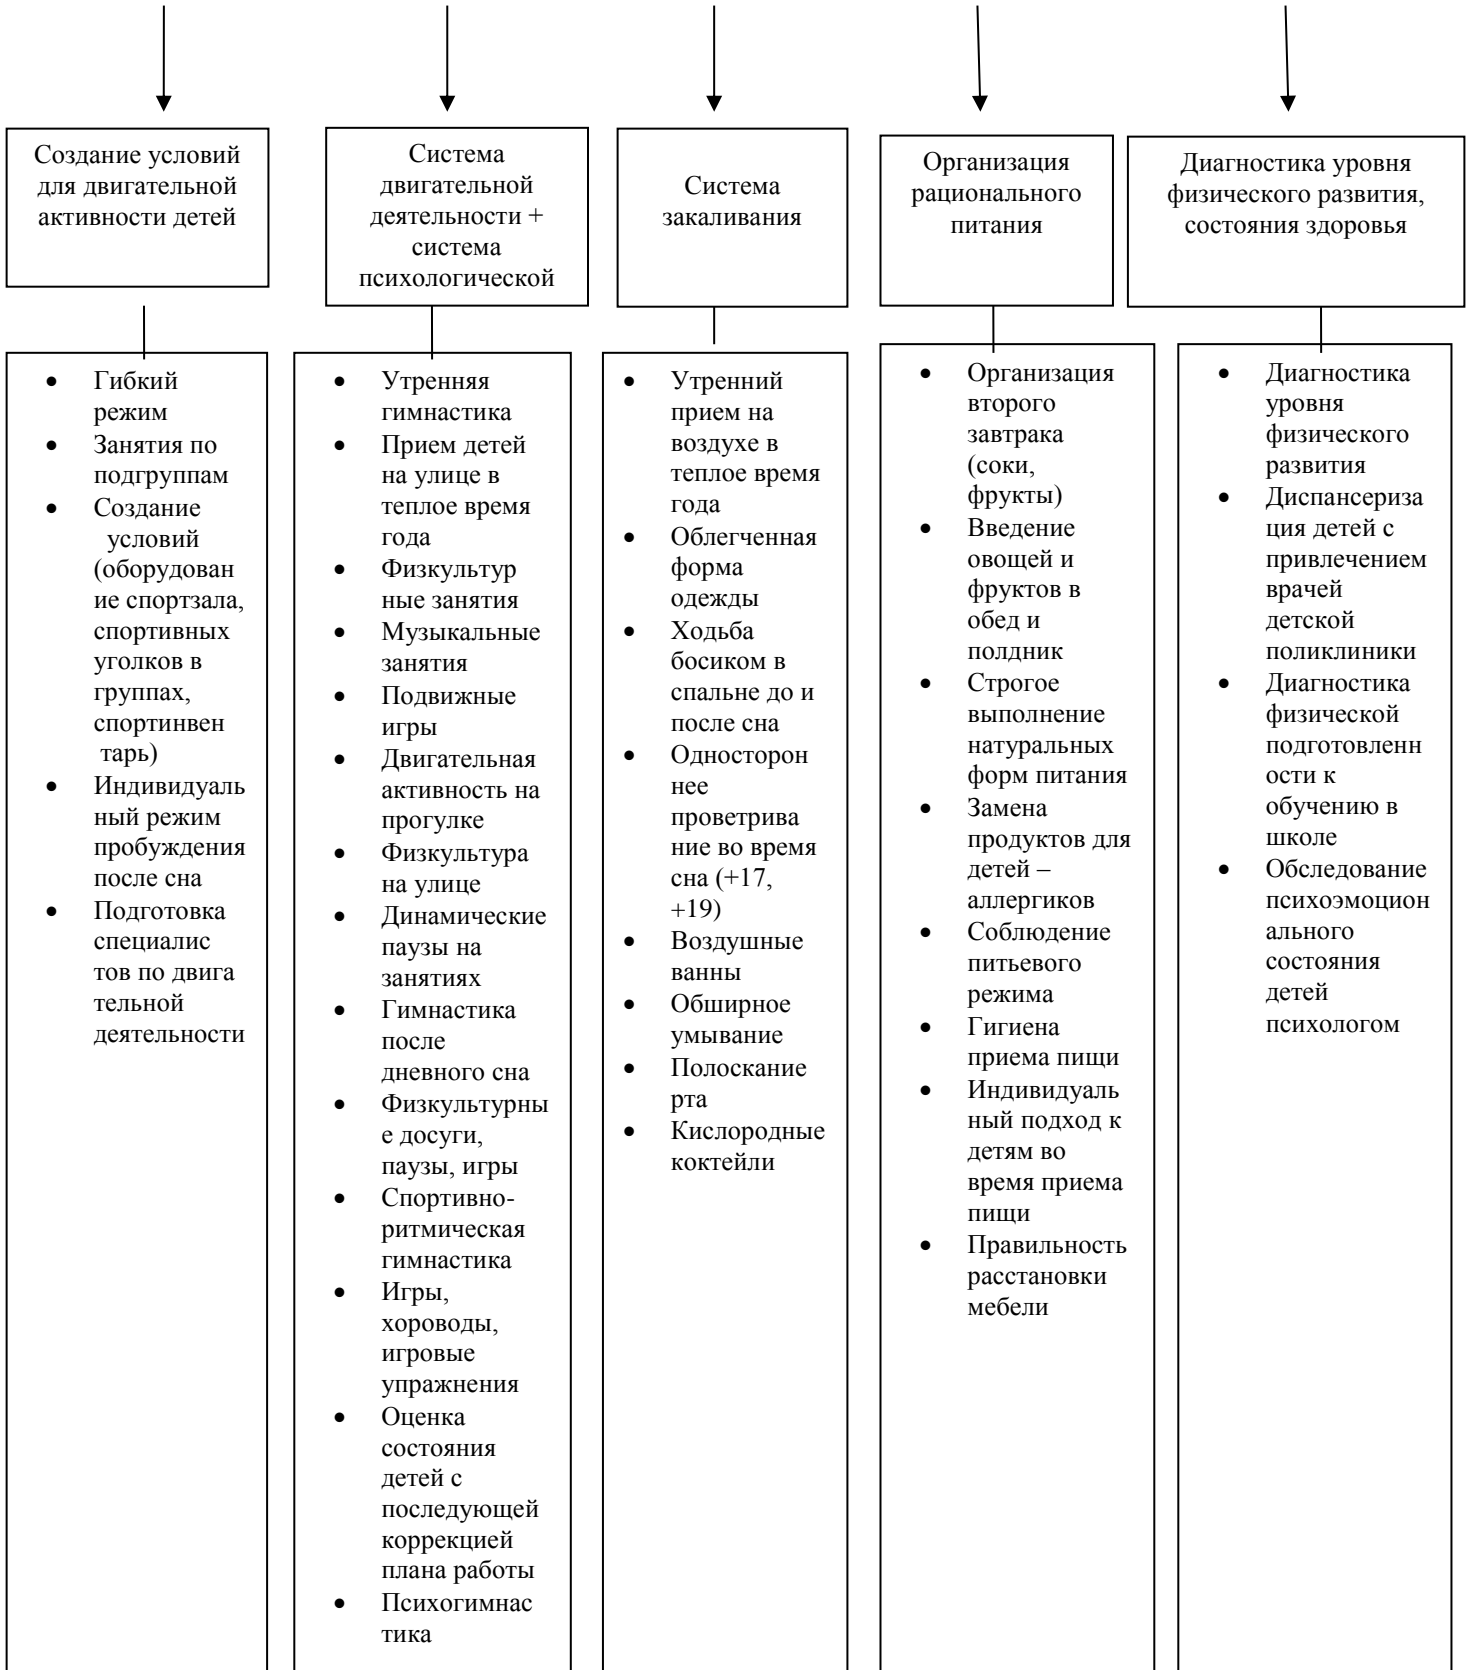 Создание условий
для двигательной
активности детей
Система
двигательной
деятельности +
система
психологической
Система
закаливания
Организация
рационального
питания
Диагностика уровня
физического развития,
состояния здоровья
• Гибкий
режим
• Занятия по
подгруппам
• Создание
условий
(оборудован
ие спортзала,
спортивных
уголков в
группах,
спортинвен
тарь)
• Индивидуаль
ный режим
пробуждения
после сна
• Подготовка
специалис
тов по двига
тельной
деятельности
• Утренняя
гимнастика
• Прием детей
на улице в
теплое время
года
• Физкультур
ные занятия
• Музыкальные
занятия
• Подвижные
игры
• Двигательная
активность на
прогулке
• Физкультура
на улице
• Динамические
паузы на
занятиях
• Гимнастика
после
дневного сна
• Физкультурны
е досуги,
паузы, игры
• Спортивно-
ритмическая
гимнастика
• Игры,
хороводы,
игровые
упражнения
• Оценка
состояния
детей с
последующей
коррекцией
плана работы
• Психогимнас
тика
• Утренний
прием на
воздухе в
теплое время
года
• Облегченная
форма
одежды
• Ходьба
босиком в
спальне до и
после сна
• Односторон
нее
проветрива
ние во время
сна (+17,
+19)
• Воздушные
ванны
• Обширное
умывание
• Полоскание
рта
• Кислородные
коктейли
• Организация
второго
завтрака
(соки,
фрукты)
• Введение
овощей и
фруктов в
обед и
полдник
• Строгое
выполнение
натуральных
форм питания
• Замена
продуктов для
детей –
аллергиков
• Соблюдение
питьевого
режима
• Гигиена
приема пищи
• Индивидуаль
ный подход к
детям во
время приема
пищи
• Правильность
расстановки
мебели
• Диагностика
уровня
физического
развития
• Диспансериза
ция детей с
привлечением
врачей
детской
поликлиники
• Диагностика
физической
подготовленн
ости к
обучению в
школе
• Обследование
психоэмоцион
ального
состояния
детей
психологом